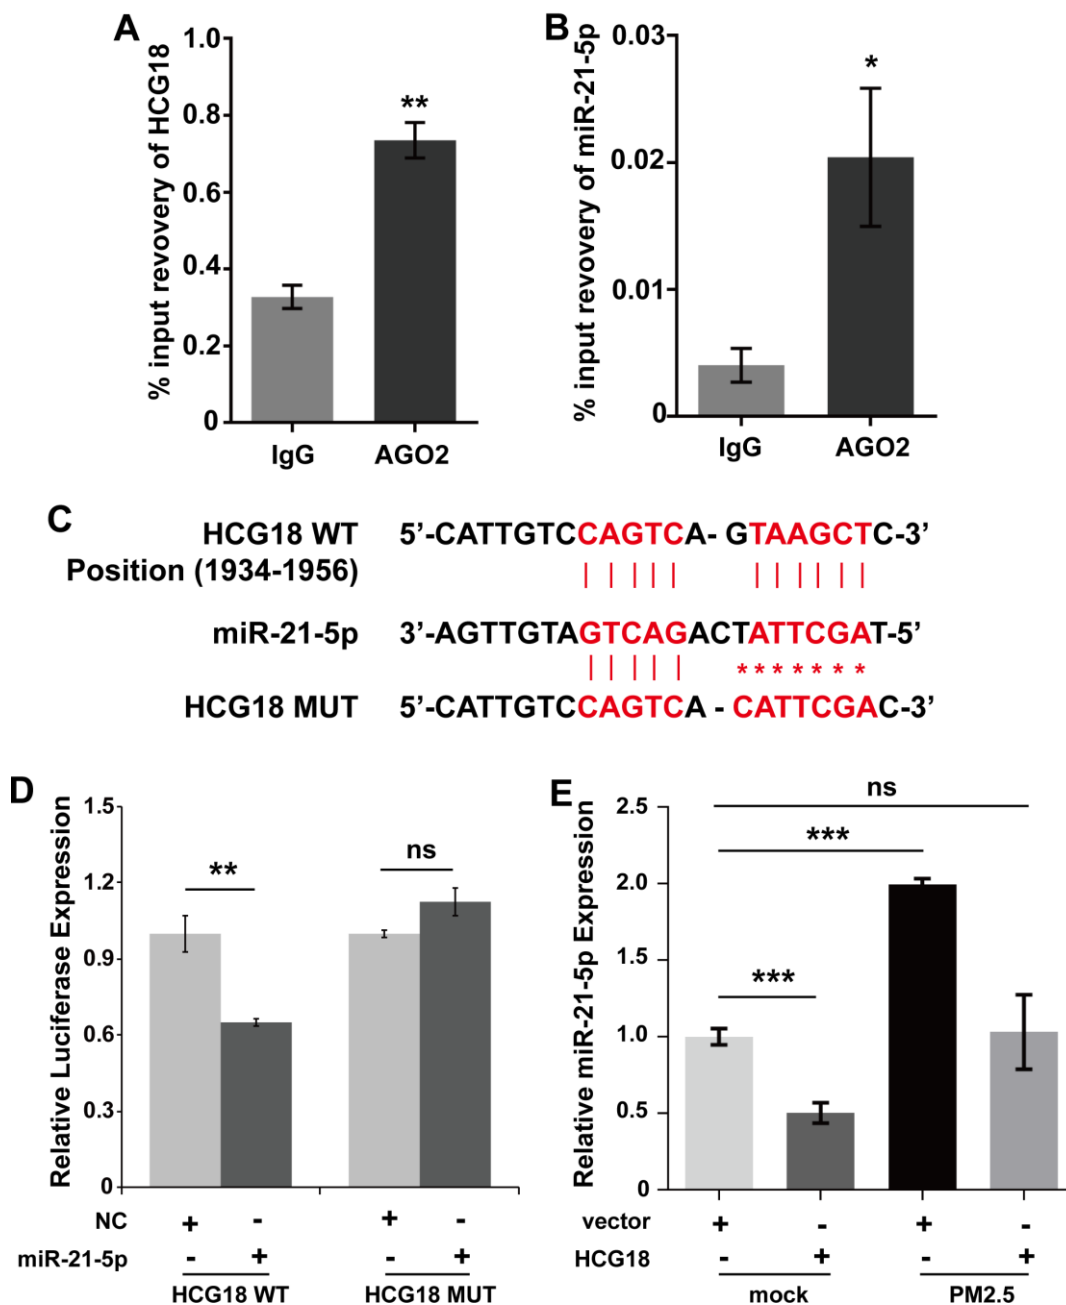 A
% input revovery of HCG18
1.0
0.8
0.6
0.4
0.2
0
**
IgG AGO2
B
% input revovery of miR-21-5p
0.03
0.02
0.01
0
*
IgG AGO2
C
HCG18 WT 5’-CATTGTCCAGTCA- GTAAGCTC-3’
Position (1934-1956)
miR-21-5p 3’-AGTTGTAGTCAGACTATTCGAT-5’
*******
HCG18 MUT 5’-CATTGTCCAGTCA - CATTCGAC-3’
D
Relative Luciferase Expression
1.5
1.2
0.9
0.6
0.3
0
**
ns
NC + - + -
miR-21-5p - + - +
HCG18 WT HCG18 MUT
E
Relative miR-21-5p Expression
2.5
2.0
1.5
1.0
0.5
0
ns
***
***
vector + - + -
HCG18 - + - +
mock PM2.5